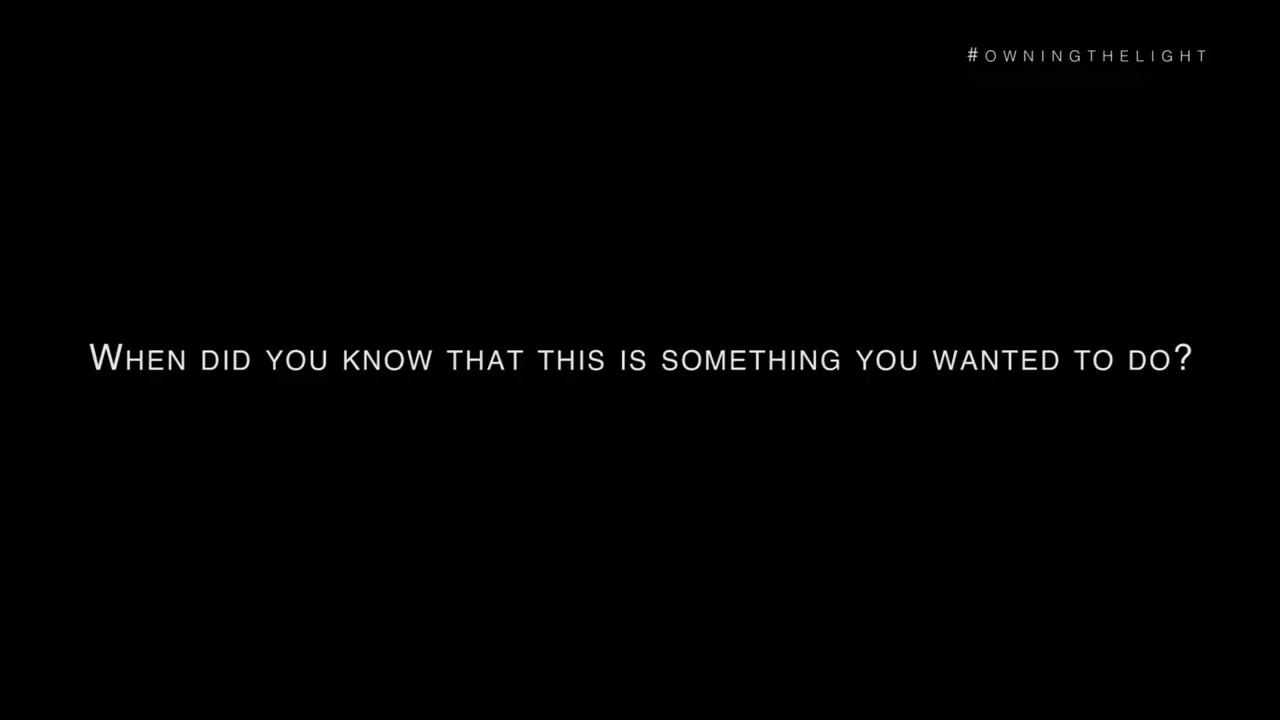 #OWNINGTHELIGHT
WHEN DID YOU KNOW THAT THIS IS SOMETHING YOU WANTED TO DO?